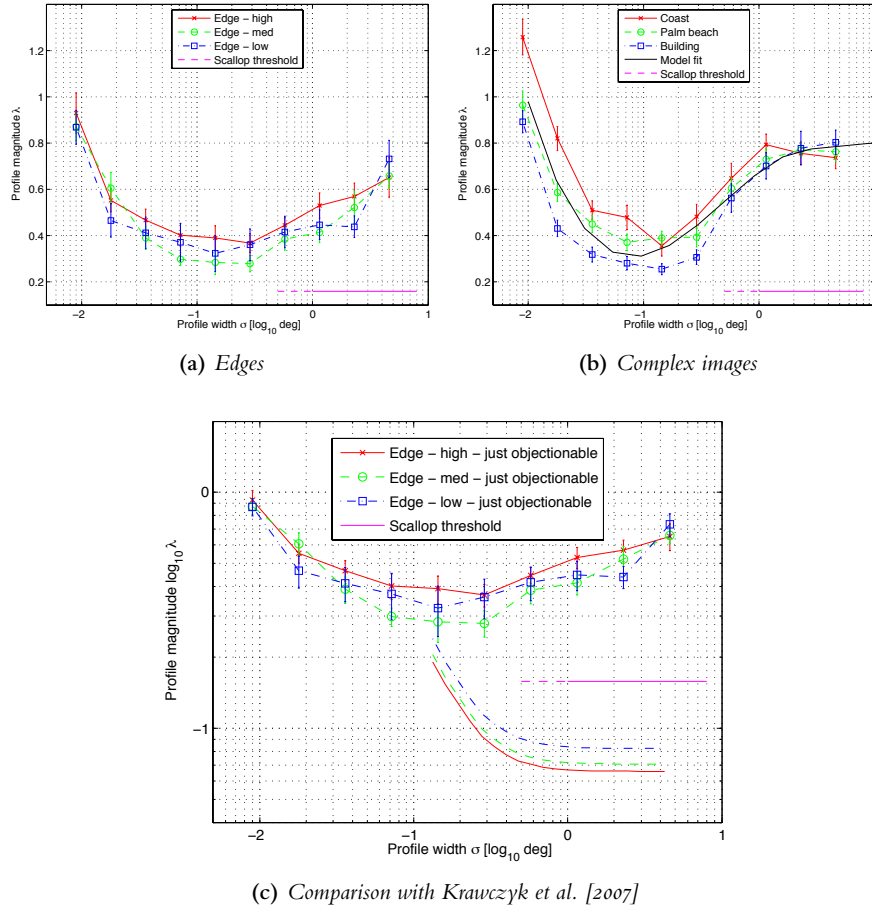 Edge − high
Edge − med
Edge − low
Scallop threshold
1.2
1
0.8
0.6
0.4
0.2
Profile magnitude λ
−2 −1 0 1
Profile width σ [log10 deg]
(a) Edges
Coast
Palm beach
Building
Model fit
Scallop threshold
1.2
1
0.8
0.6
0.4
0.2
Profile magnitude λ
−2 −1 0
Profile width σ [log10 deg]
(b) Complex images
Edge − high − just objectionable
Edge − med − just objectionable
Edge − low − just objectionable
Scallop threshold
0
−1
Profile magnitude log10 λ
−2 −1 0 1
Profile width σ [log10 deg]
(c) Comparison with Krawczyk et al. [2007]